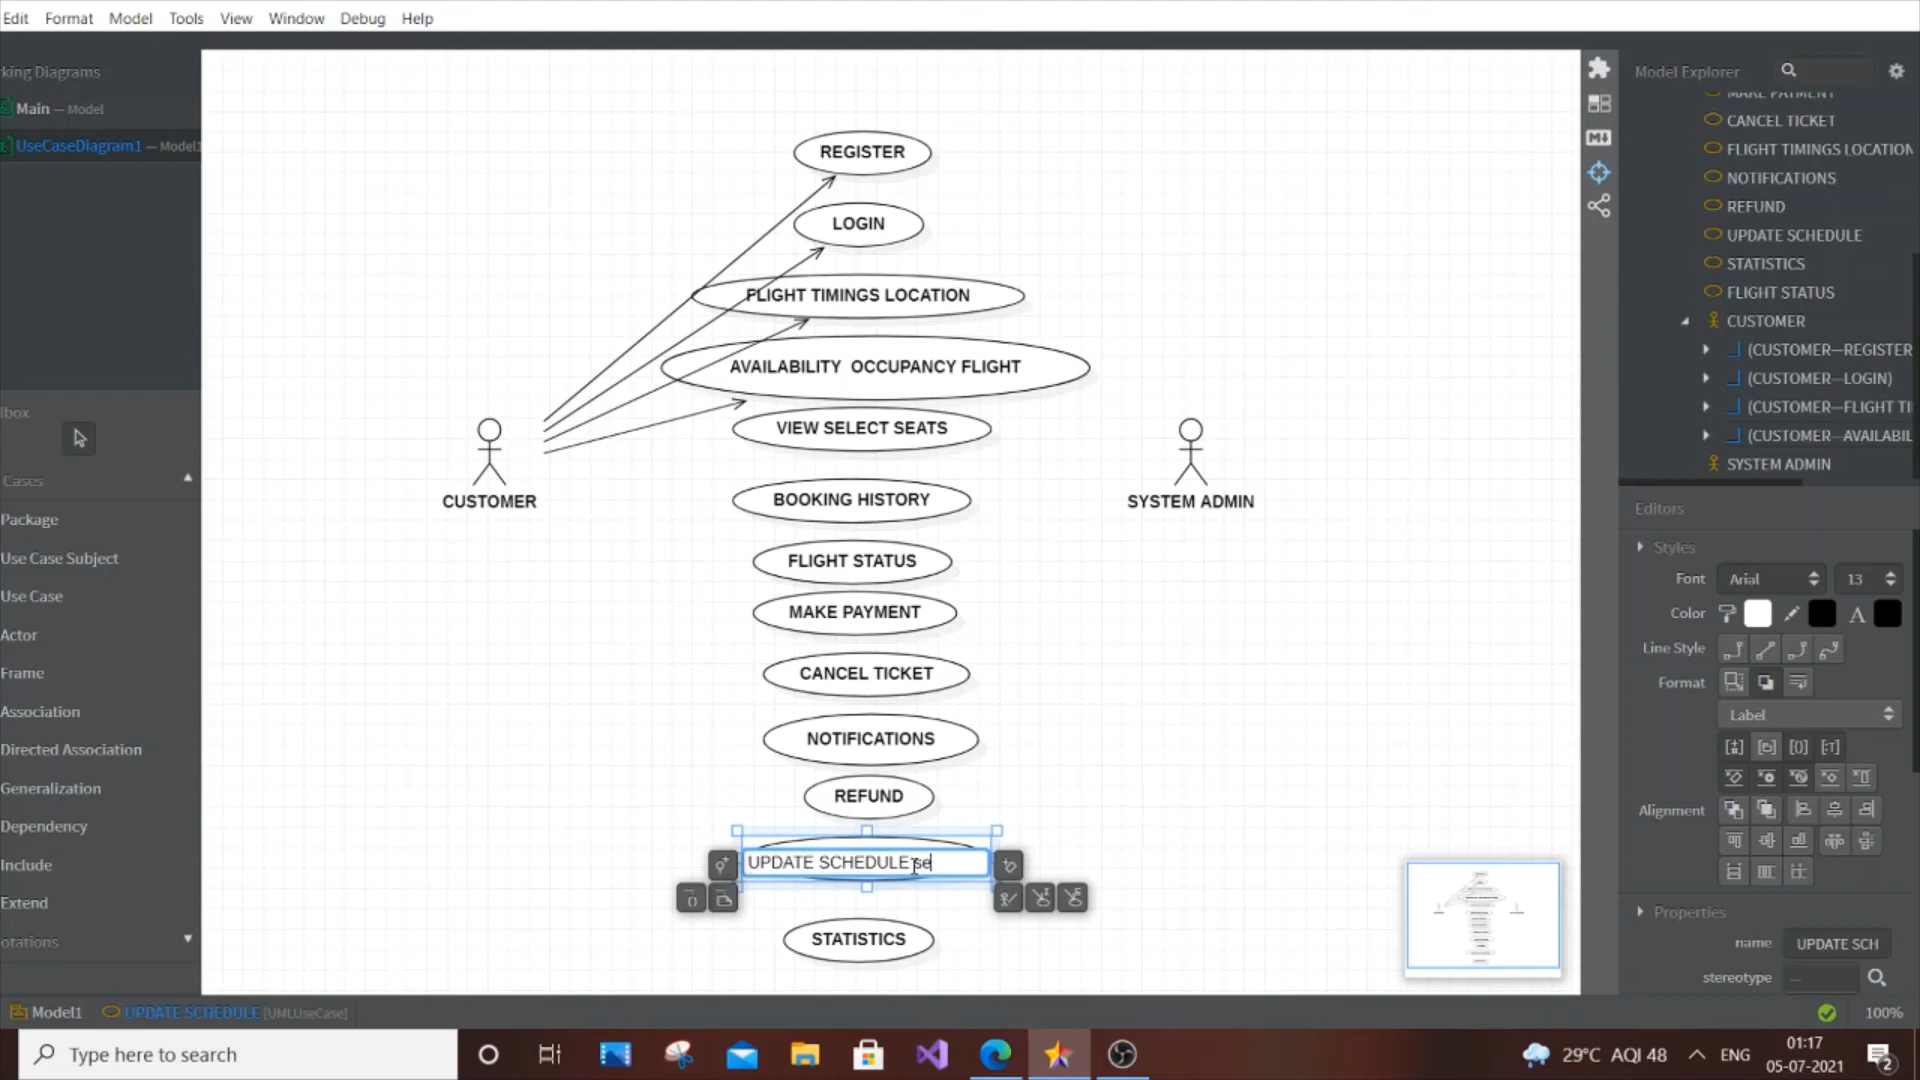 Edit Format Model Tools View Window Debug Help
king Diagrams
Main — Model
UseCaseDiagram1 — Model1
lbox
Cases
Package
Use Case Subject
Use Case
Actor
Frame
Association
Directed Association
Generalization
Dependency
Include
Extend
otations
REGISTER
LOGIN
FLIGHT TIMINGS LOCATION
AVAILABILITY OCCUPANCY FLIGHT
VIEW SELECT SEATS
CUSTOMER
SYSTEM ADMIN
BOOKING HISTORY
FLIGHT STATUS
MAKE PAYMENT
CANCEL TICKET
NOTIFICATIONS
REFUND
UPDATE SCHEDULE se
STATISTICS
Model Explorer
MAKE PAYMENT
CANCEL TICKET
FLIGHT TIMINGS LOCATION
NOTIFICATIONS
REFUND
UPDATE SCHEDULE
STATISTICS
FLIGHT STATUS
CUSTOMER
(CUSTOMER—REGISTER
(CUSTOMER—LOGIN)
(CUSTOMER—FLIGHT TI
(CUSTOMER—AVAILABIL
SYSTEM ADMIN
Editors
Styles
Font Arial 13
Color A
Line Style
Format
Label
Alignment
Properties
name UPDATE SCH
stereotype —
Model1 UPDATE SCHEDULE [UMLUseCase]
100%
Type here to search
29°C AQI 48 ENG
01:17
05-07-2021
2